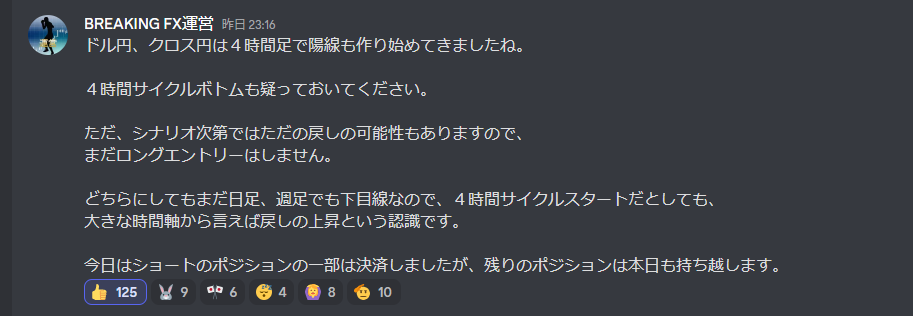 BREAKING FX運営 昨日 23:16
ドル円、クロス円は４時間足で陽線も作り始めてきましたね。
４時間サイクルボトムも疑っておいてください。
ただ、シナリオ次第ではただの戻しの可能性もありますので、
まだロングエントリーはしません。
どちらにしてもまだ日足、週足でも下目線なので、４時間サイクルスタートだとしても、
大きな時間軸から言えば戻しの上昇という認識です。
今日はショートのポジションの一部は決済しましたが、残りのポジションは本日も持ち越します。
125 9 6 4 8 10